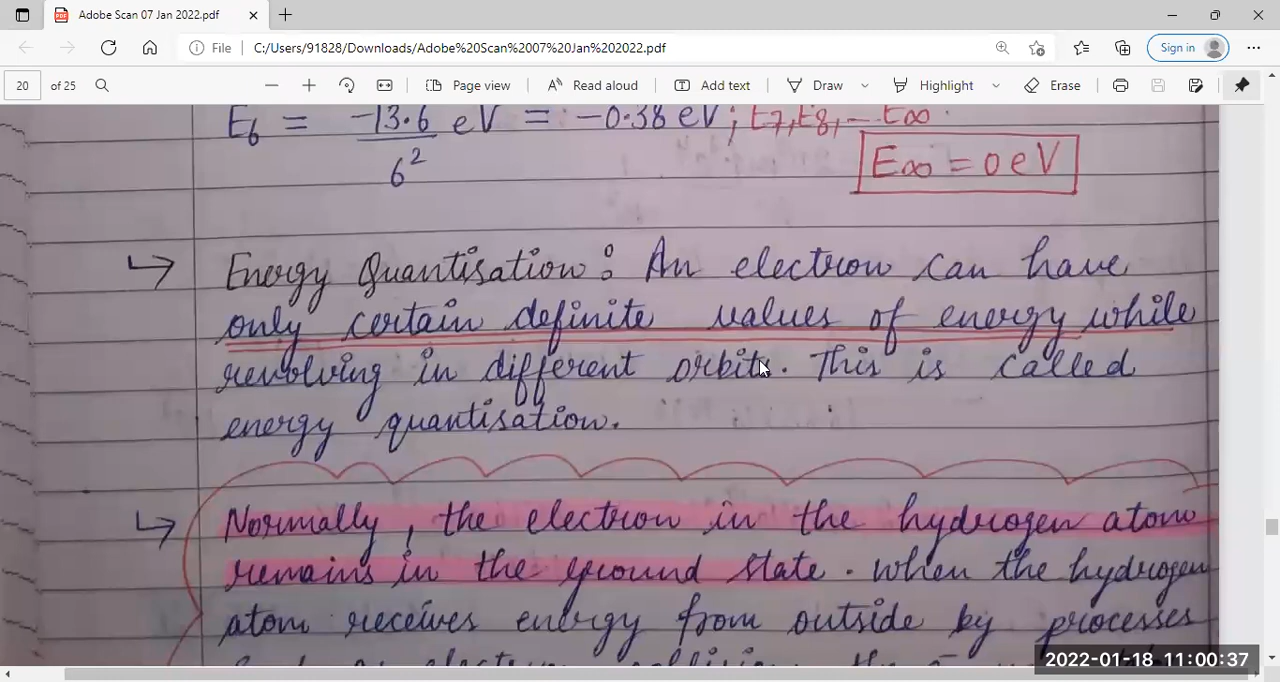 Adobe Scan 07 Jan 2022.pdf
File C:/Users/91828/Downloads/Adobe%20Scan%2007%20Jan%202022.pdf Sign in
20 of 25 Page view Read aloud Add text Draw Highlight Erase
E6 = -13.6 eV = -0.38 eV ; E7, E8, -- E∞.
6²
E∞ = 0 eV
↳ Energy Quantisation : An electron can have
only certain definite values of energy while
revolving in different orbits. This is called
energy quantisation.
↳ Normally, the electron in the hydrogen atom
remains in the ground state. When the hydrogen
atom receives energy from outside by processes
2022-01-18 11:00:37